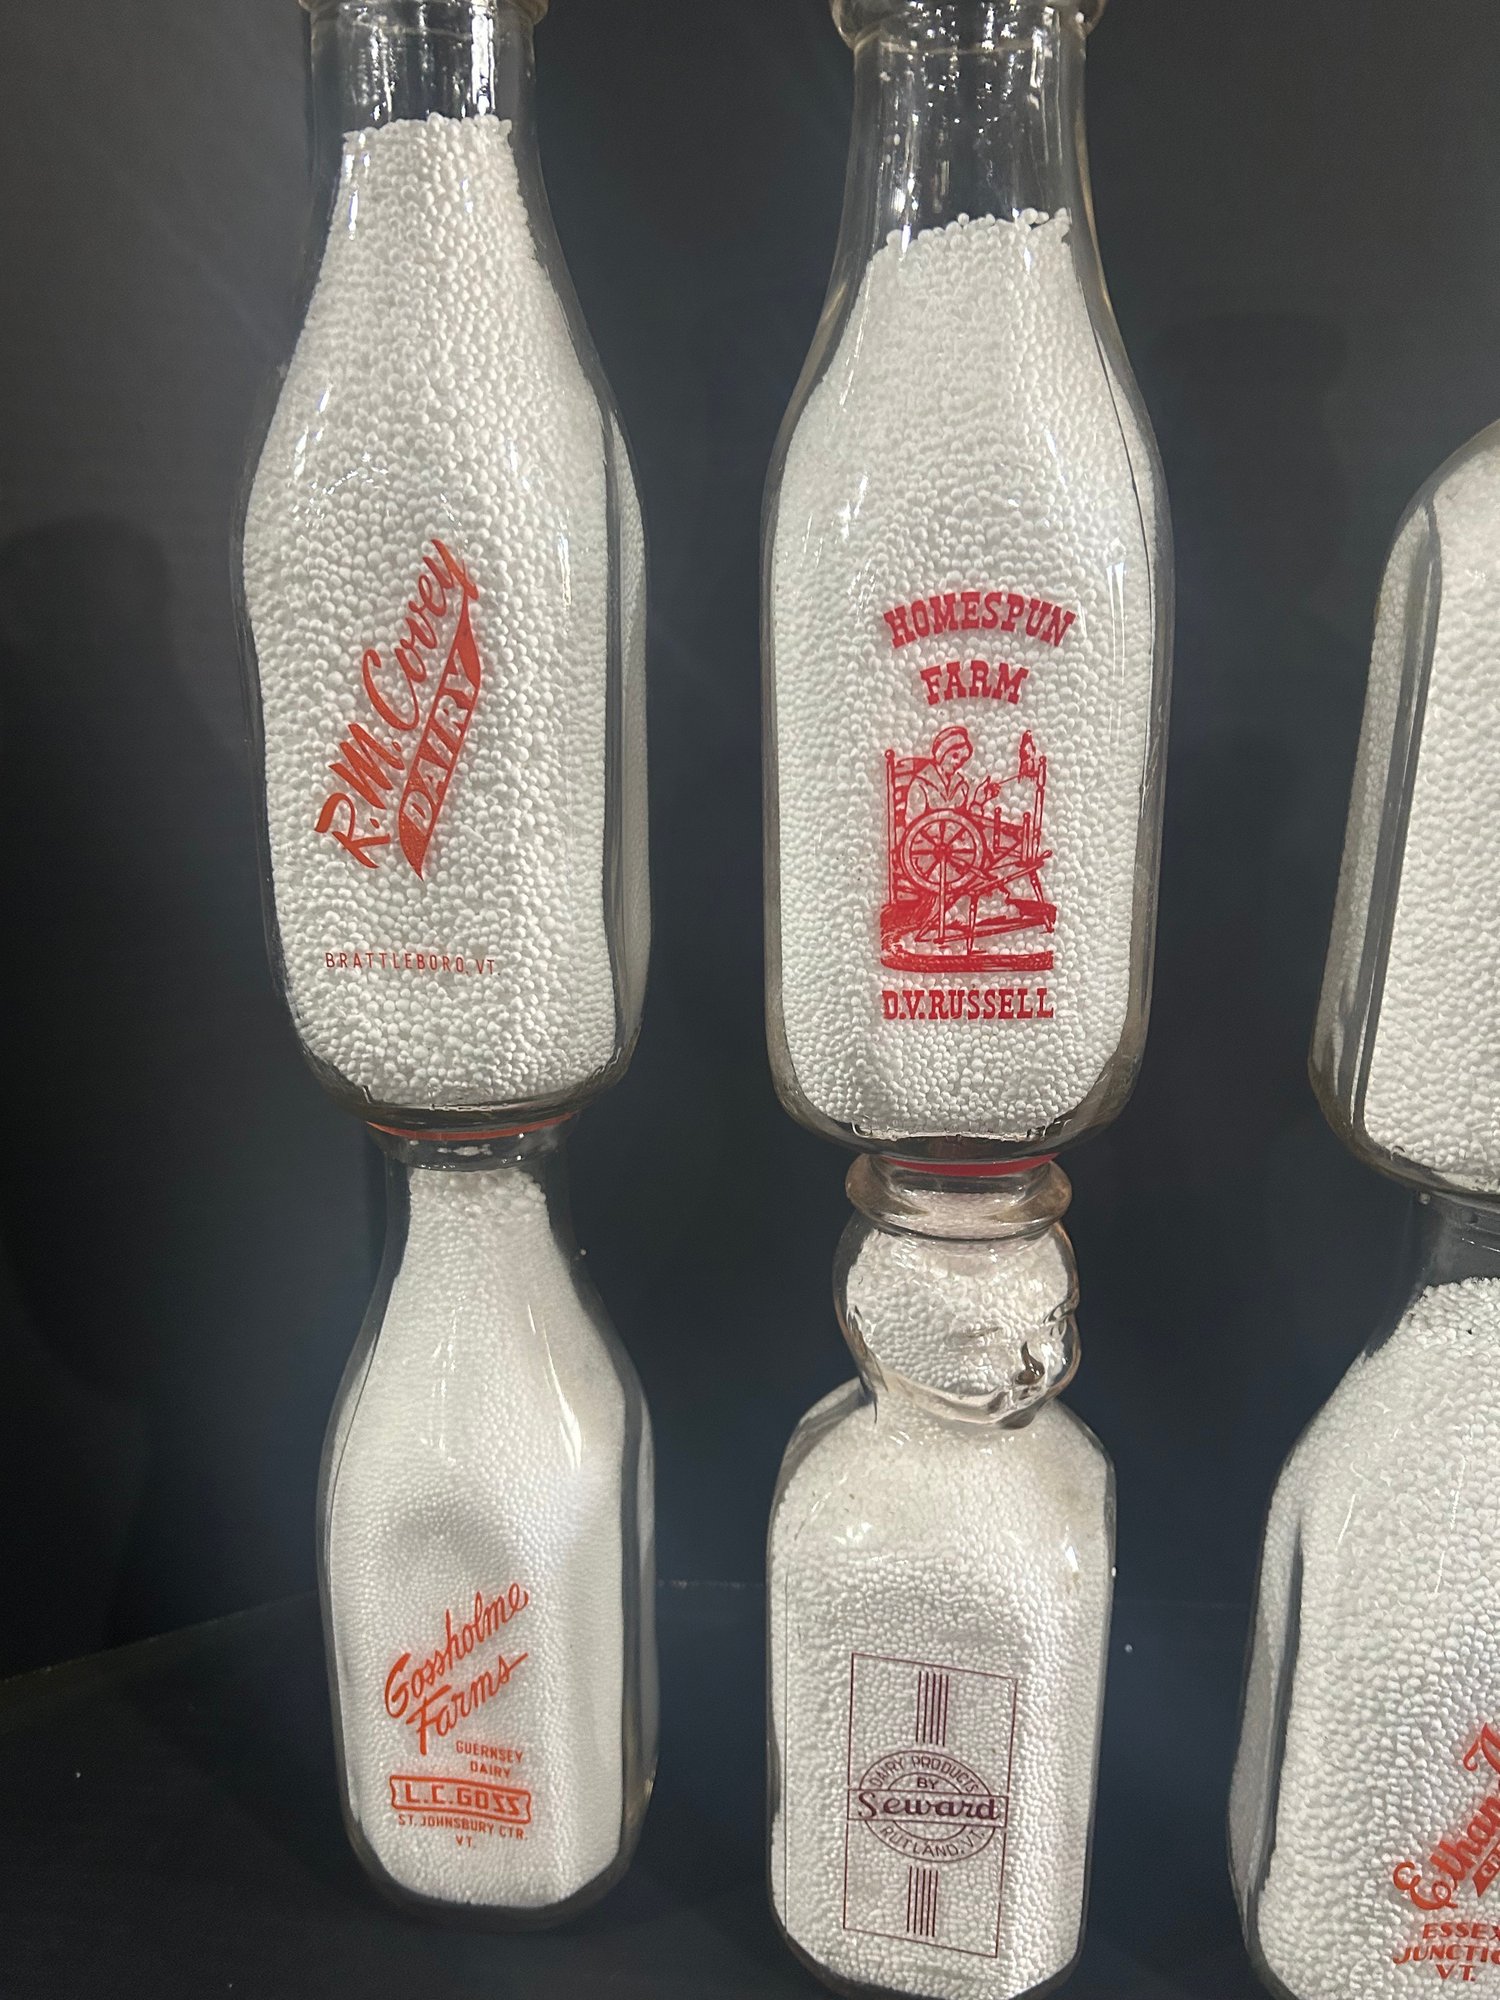 R.M. Covey
DAIRY
BRATTLEBORO, VT.
HOMESPUN
FARM
D.V. RUSSELL
Gossholme
Farms
GUERNSEY
DAIRY
L.C. GOSS
ST. JOHNSBURY CTR.
VT.
DAIRY PRODUCTS
BY
Seward
RUTLAND, VT.
Ethan
ESSEX
VT.